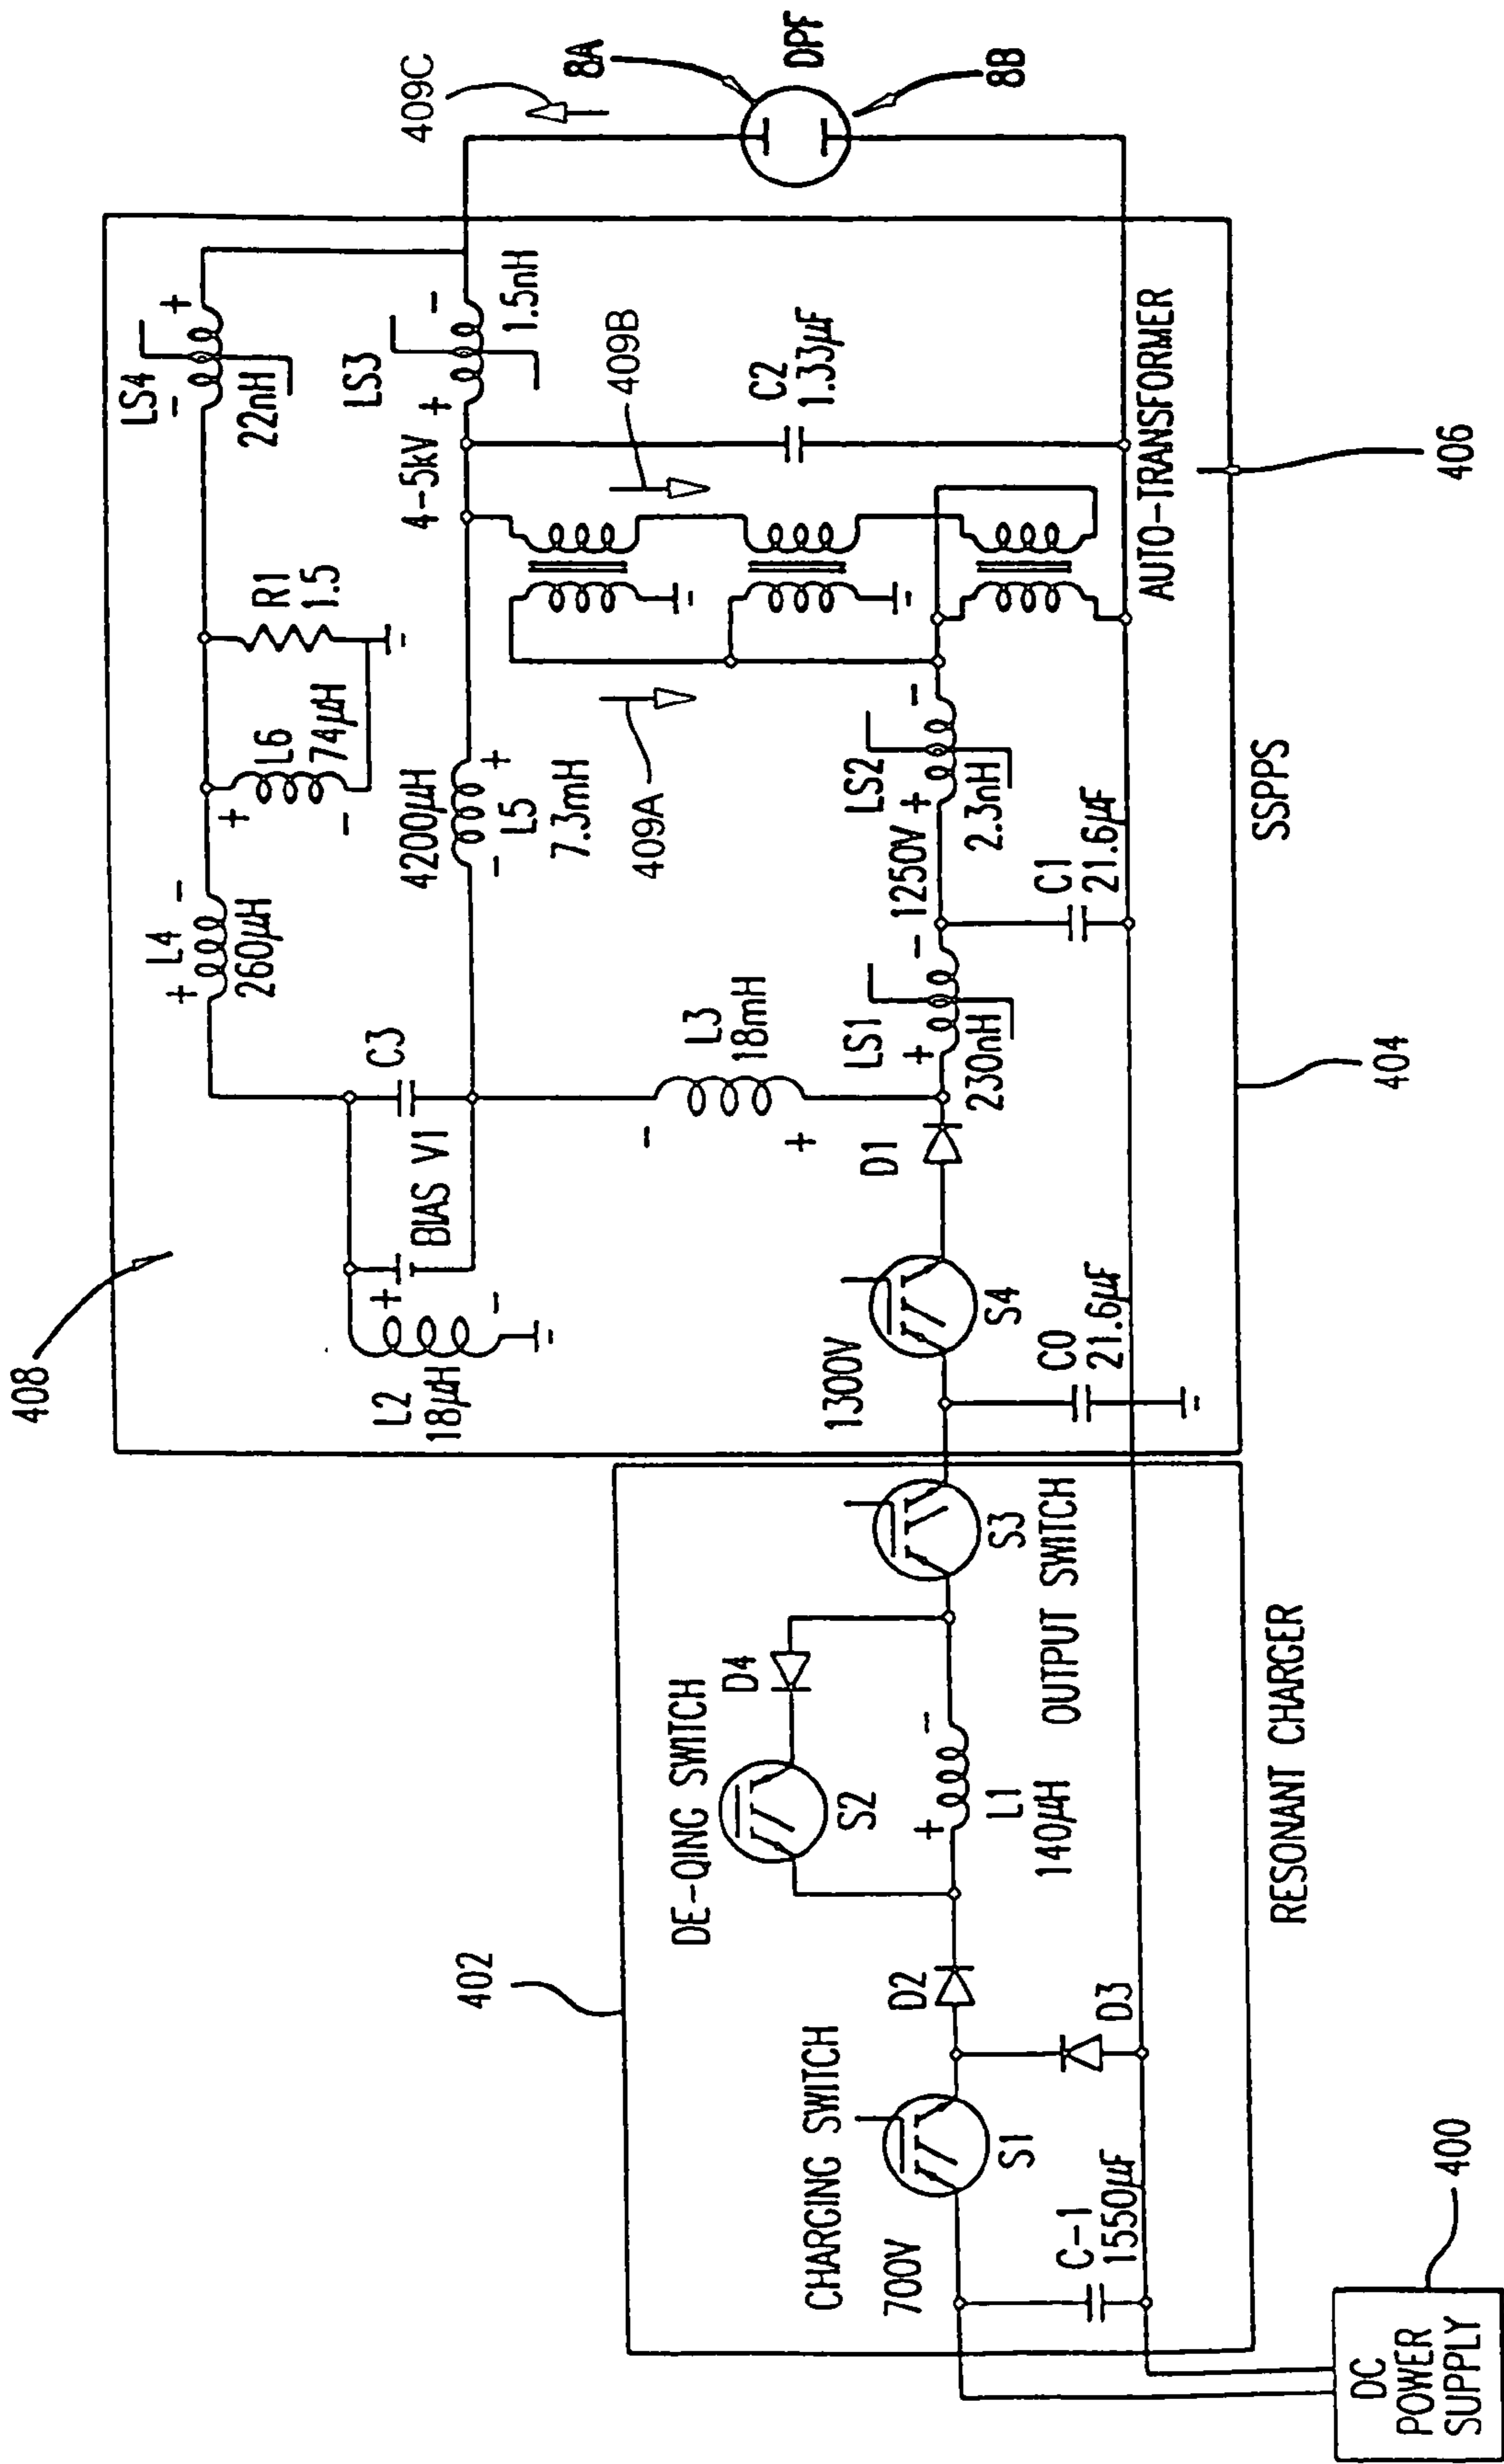 DC
POWER
SUPPLY
400
402
CHARGING SWITCH
700V
S1
C-1
1550µF
D2
D3
DE-QING SWITCH
S2
D4
+
-
L1
140µH
S3
OUTPUT SWITCH
RESONANT CHARGER
408
1300V
S4
C0
21.6µF
L2
18µH
+
-
BIAS V1
C3
D1
-
+
L3
18mH
LS1
+
-
230nH
1250V
C1
21.6µF
LS2
+
-
2.3nH
L4
+
-
260µH
L6
74µH
+
-
R1
1.5
4200µH
-
+
L5
7.3mH
409A
4-5kV
409B
C2
1.33µF
LS4
-
+
22nH
LS3
+
-
1.5nH
AUTO-TRANSFORMER
406
SSPPS
404
409C
8A
DPF
8B